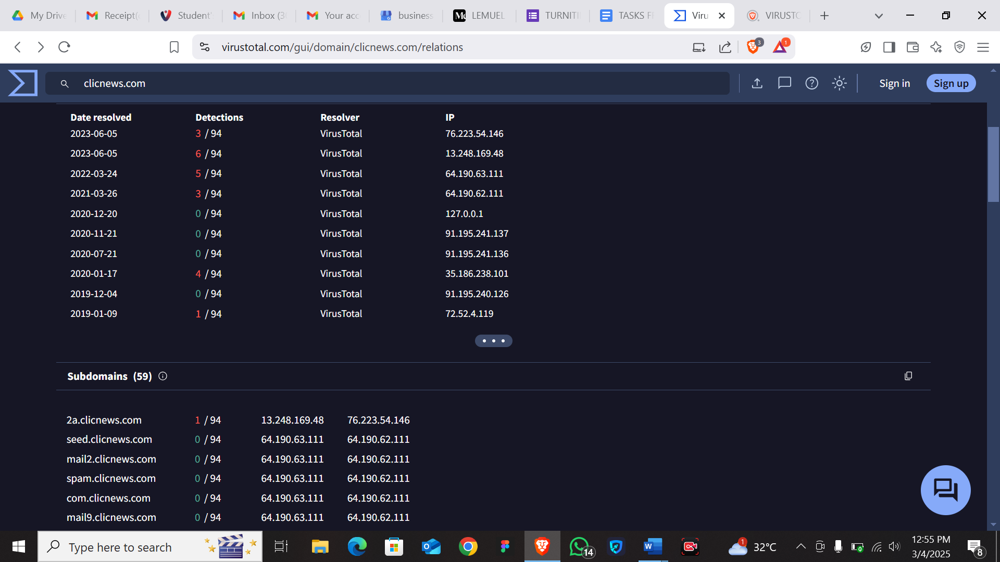 My Drive
Receipt(
Student'
Inbox (3
Your acc
business
Me LEMUEL
TURNITI
TASKS F
Viru
VIRUSTO
virustotal.com/gui/domain/clicnews.com/relations
3
1
clicnews.com
Sign in
Sign up
Date resolved Detections Resolver IP
2023-06-05 3 / 94 VirusTotal 76.223.54.146
2023-06-05 6 / 94 VirusTotal 13.248.169.48
2022-03-24 5 / 94 VirusTotal 64.190.63.111
2021-03-26 3 / 94 VirusTotal 64.190.62.111
2020-12-20 0 / 94 VirusTotal 127.0.0.1
2020-11-21 0 / 94 VirusTotal 91.195.241.137
2020-07-21 0 / 94 VirusTotal 91.195.241.136
2020-01-17 4 / 94 VirusTotal 35.186.238.101
2019-12-04 0 / 94 VirusTotal 91.195.240.126
2019-01-09 1 / 94 VirusTotal 72.52.4.119
Subdomains (59)
2a.clicnews.com 1 / 94 13.248.169.48 76.223.54.146
seed.clicnews.com 0 / 94 64.190.63.111 64.190.62.111
mail2.clicnews.com 0 / 94 64.190.63.111 64.190.62.111
spam.clicnews.com 0 / 94 64.190.63.111 64.190.62.111
com.clicnews.com 0 / 94 64.190.63.111 64.190.62.111
mail9.clicnews.com 0 / 94 64.190.63.111 64.190.62.111
Type here to search
14
1
32°C
12:55 PM
3/4/2025
8